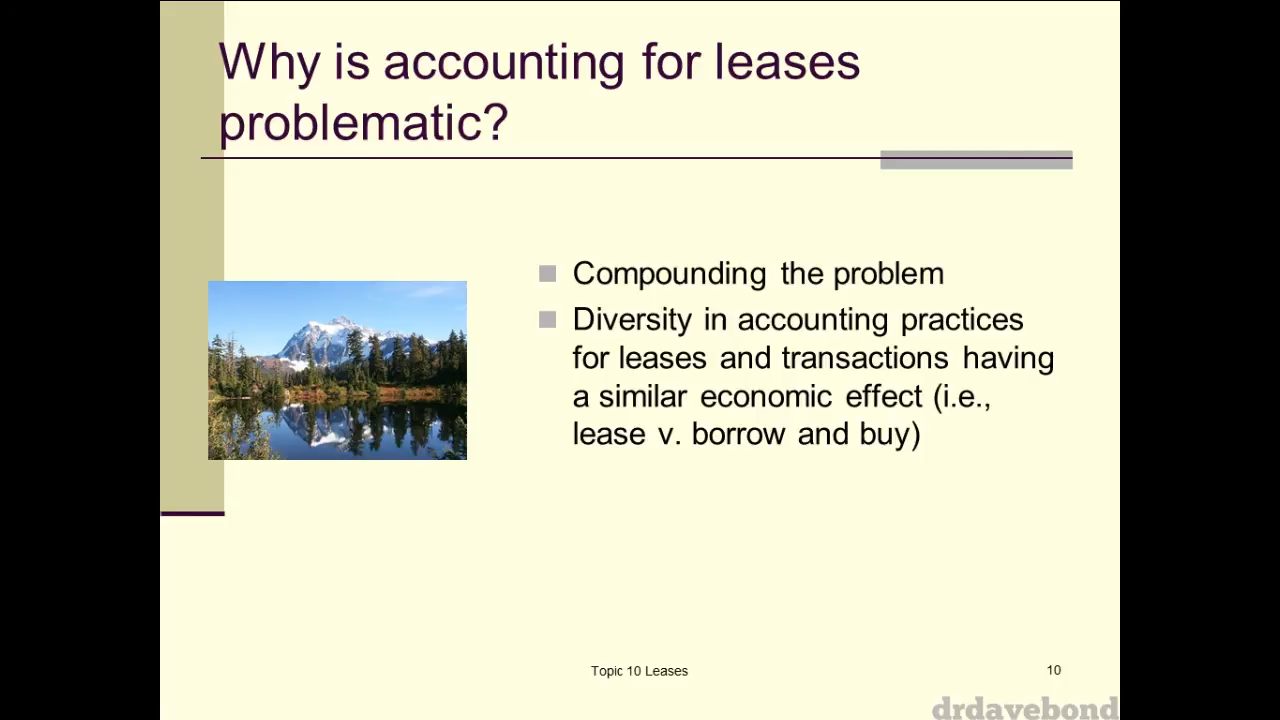 Why is accounting for leases
problematic?
Compounding the problem
Diversity in accounting practices
for leases and transactions having
a similar economic effect (i.e.,
lease v. borrow and buy)
Topic 10 Leases
10
drdavebond